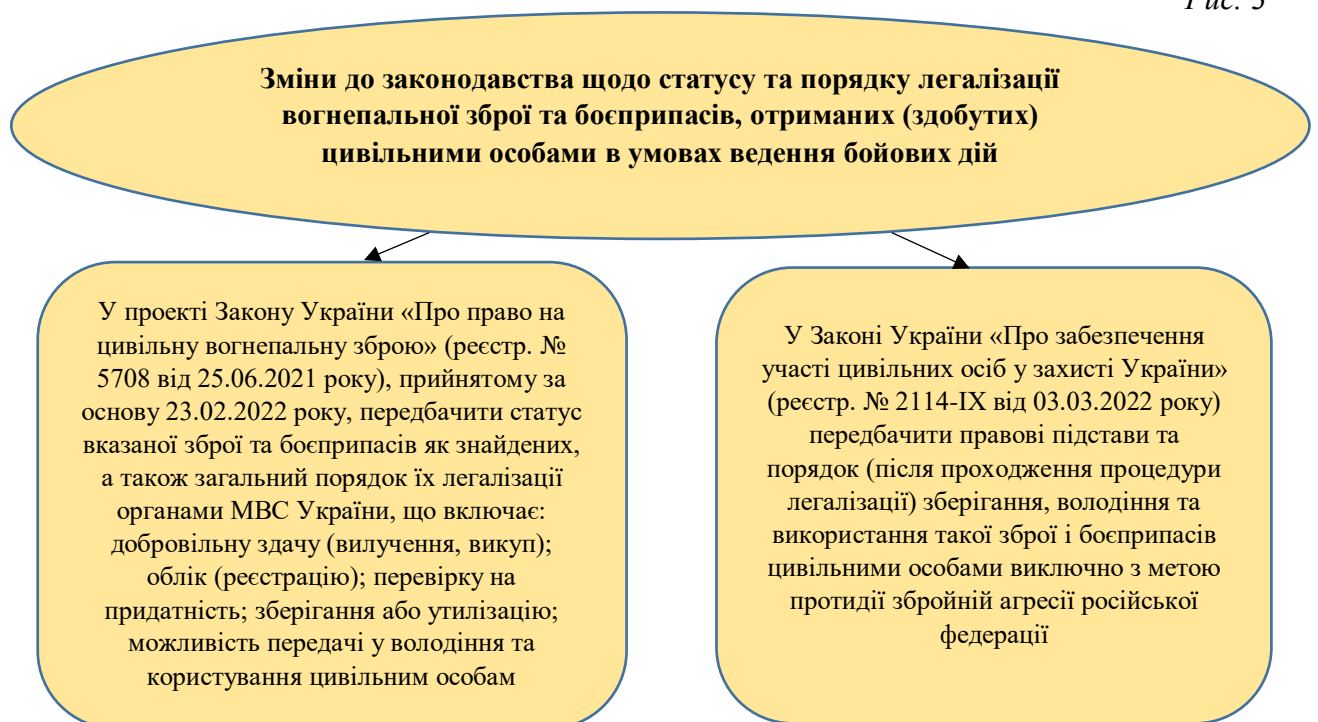 Рис. 3
Зміни до законодавства щодо статусу та порядку легалізації
вогнепальної зброї та боєприпасів, отриманих (здобутих)
цивільними особами в умовах ведення бойових дій
У проекті Закону України «Про право на
цивільну вогнепальну зброю» (реєстр. №
5708 від 25.06.2021 року), прийнятому за
основу 23.02.2022 року, передбачити статус
вказаної зброї та боєприпасів як знайдених,
а також загальний порядок їх легалізації
органами МВС України, що включає:
добровільну здачу (вилучення, викуп);
облік (реєстрацію); перевірку на
придатність; зберігання або утилізацію;
можливість передачі у володіння та
користування цивільним особам
У Законі України «Про забезпечення
участі цивільних осіб у захисті України»
(реєстр. № 2114-IX від 03.03.2022 року)
передбачити правові підстави та
порядок (після проходження процедури
легалізації) зберігання, володіння та
використання такої зброї і боєприпасів
цивільними особами виключно з метою
протидії збройній агресії російської
федерації